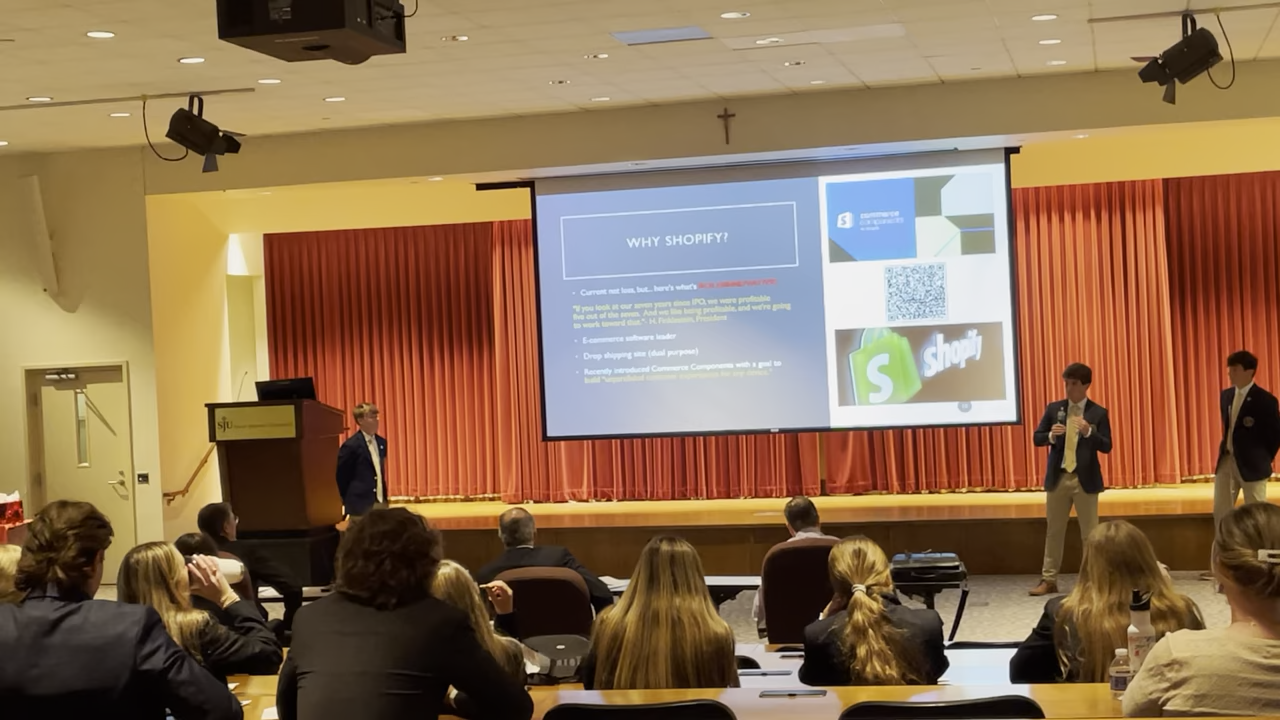 WHY SHOPIFY?
Current net loss, but... here's what's
"If you look at our seven years since IPO, we were profitable
five out of the seven. And we like being profitable, and we're going
to work toward that."- H. President
E-commerce software leader
Drop shipping site (dual purpose)
Recently introduced Commerce Components with a goal to
build
commerce
components
shopify
S
SJU